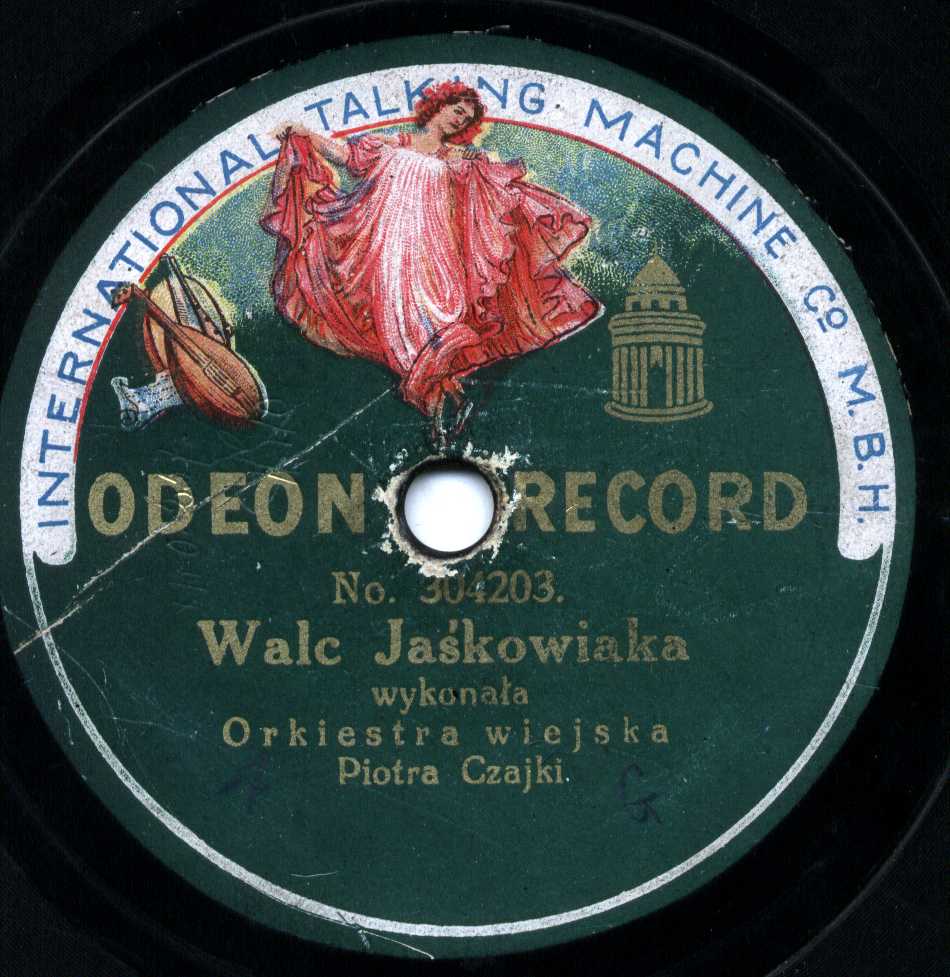 INTERNATIONAL TALKING MACHINE Cº M.B.H.
ODEON RECORD
No. 304203.
Walc Jaśkowiaka
wykonała
Orkiestra wiejska
Piotra Czajki.